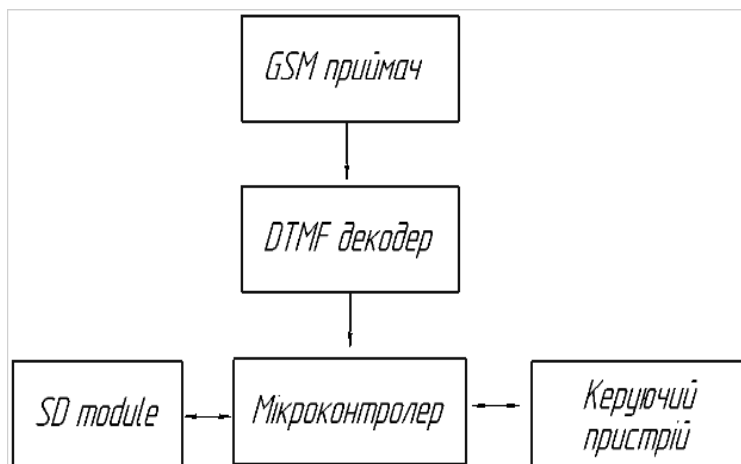 GSM приймач
DTMF декодер
SD module
Мікроконтролер
Керуючий
пристрій